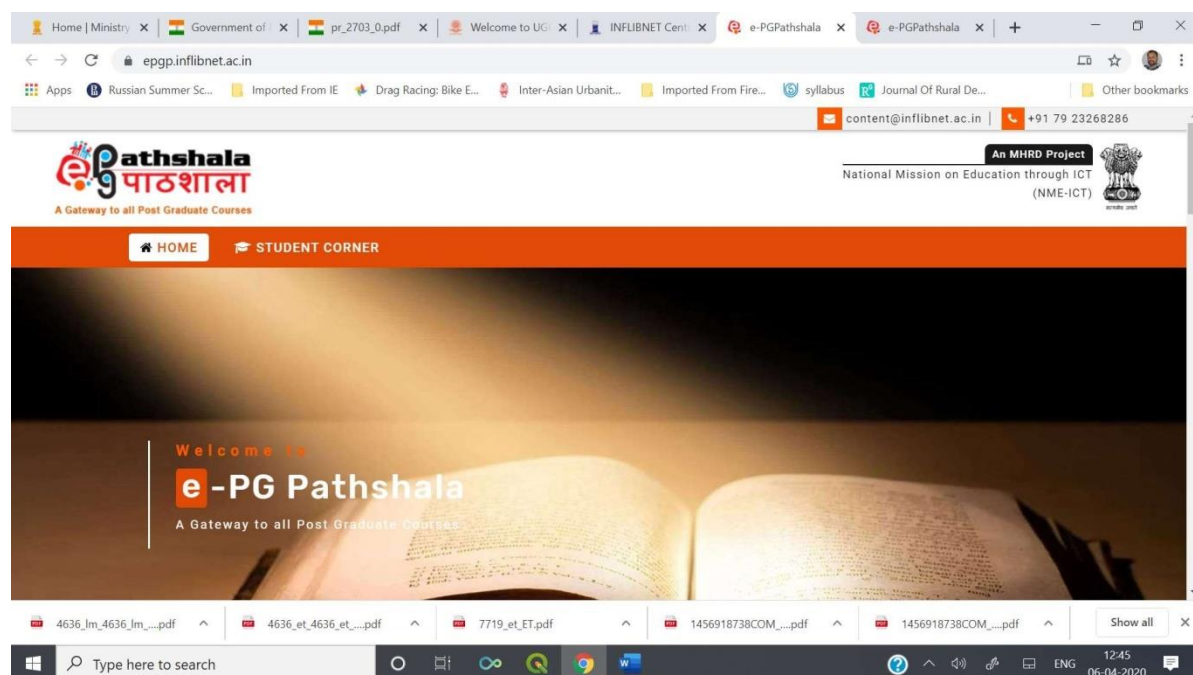 Home | Ministry
Government of I
pr_2703_0.pdf
Welcome to UG
INFLIBNET Cent
e-PGPathshala
e-PGPathshala
epgp.inflibnet.ac.in
Apps
Russian Summer Sc...
Imported From IE
Drag Racing: Bike E...
Inter-Asian Urbanit...
Imported From Fire...
syllabus
Journal Of Rural De...
Other bookmarks
content@inflibnet.ac.in | +91 79 23268286
e Pathshala
pg पाठशाला
A Gateway to all Post Graduate Courses
An MHRD Project
National Mission on Education through ICT
(NME-ICT)
सत्यमेव जयते
HOME
STUDENT CORNER
Welcome to
e-PG Pathshala
A Gateway to all Post Graduate Courses
4636_lm_4636_lm_....pdf
4636_et_4636_et_....pdf
7719_et_ET.pdf
1456918738COM_....pdf
1456918738COM_....pdf
Show all
Type here to search
ENG
12:45
06-04-2020